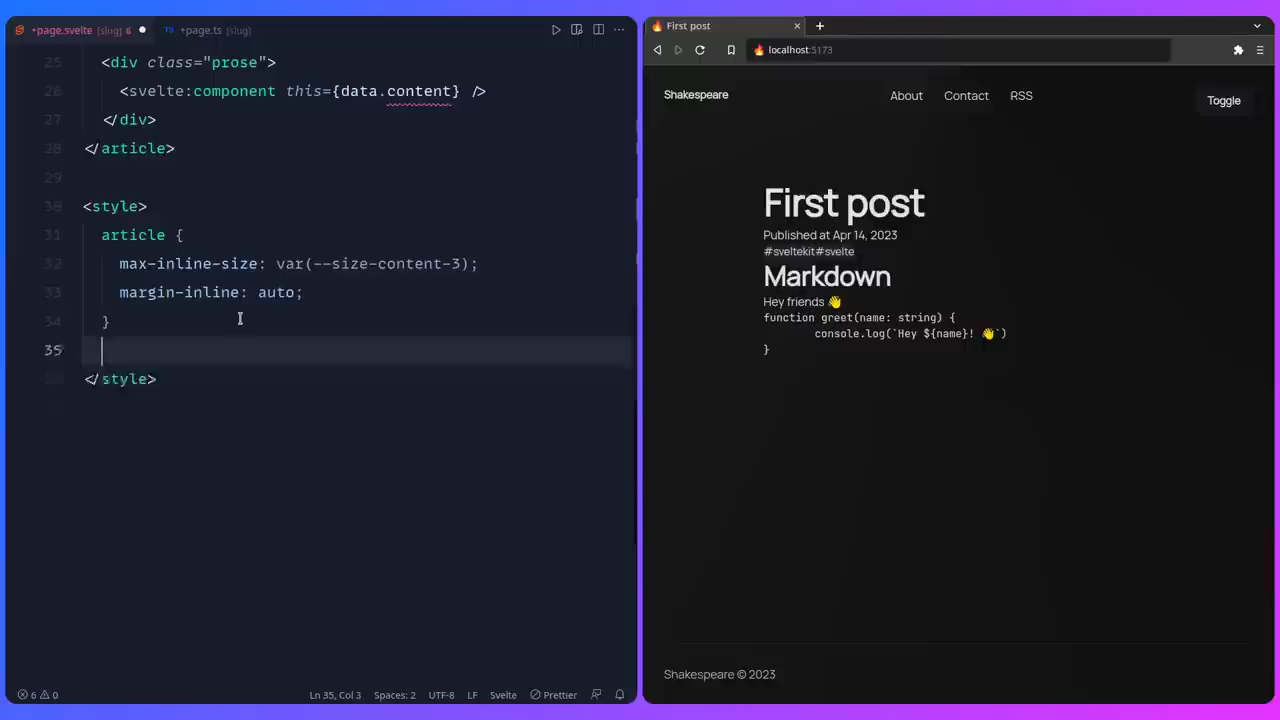 +page.svelte [slug] 6
+page.ts [slug]
25 <div class="prose">
26 <svelte:component this={data.content} />
27 </div>
28 </article>
29
30 <style>
31 article {
32 max-inline-size: var(--size-content-3);
33 margin-inline: auto;
34 }
35
</style>
6 0
Ln 35, Col 3
Spaces: 2
UTF-8
LF
Svelte
Prettier
First post
localhost:5173
Shakespeare
About
Contact
RSS
Toggle
First post
Published at Apr 14, 2023
#sveltekit#svelte
Markdown
Hey friends 👋
function greet(name: string) {
console.log(`Hey ${name}! 👋`)
}
Shakespeare © 2023